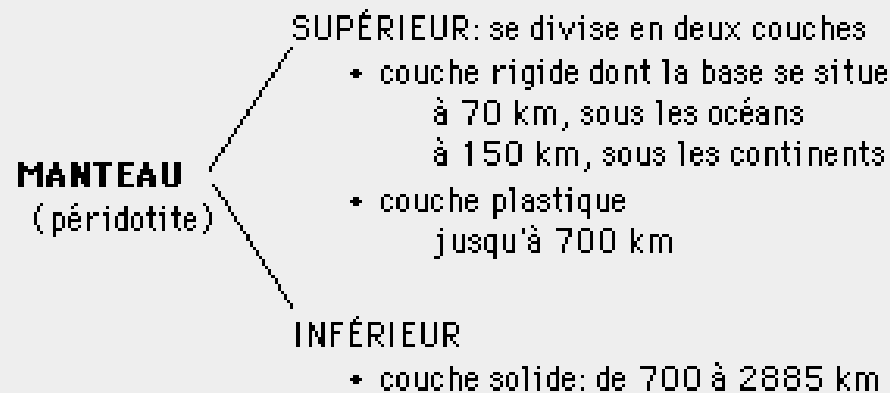 SUPÉRIEUR: se divise en deux couches
• couche rigide dont la base se situe
à 70 km, sous les océans
à 150 km, sous les continents
MANTEAU
(péridotite)
• couche plastique
jusqu'à 700 km
INFÉRIEUR
• couche solide: de 700 à 2885 km